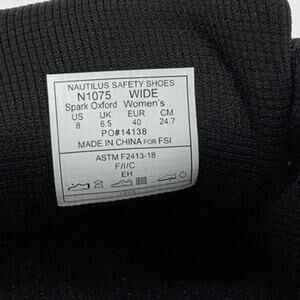 NAUTILUS SAFETY SHOES
N1075 WIDE
Spark Oxford Women's
US UK EUR CM
8 6.5 40 24.7
PO#14138
MADE IN CHINA FOR FSI
ASTM F2413-18
F/I/C
EH